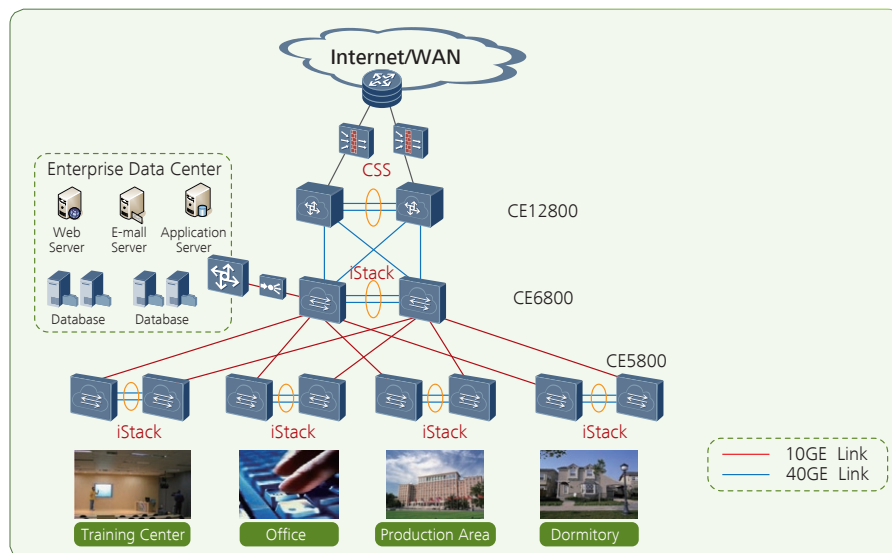 Internet/WAN
CSS
Enterprise Data Center
Web
Server
E-mall
Server
Application
Server
CE12800
iStack
CE6800
Database
Database
CE5800
iStack
iStack
iStack
iStack
10GE Link
40GE Link
Training Center
Office
Production Area
Dormitory